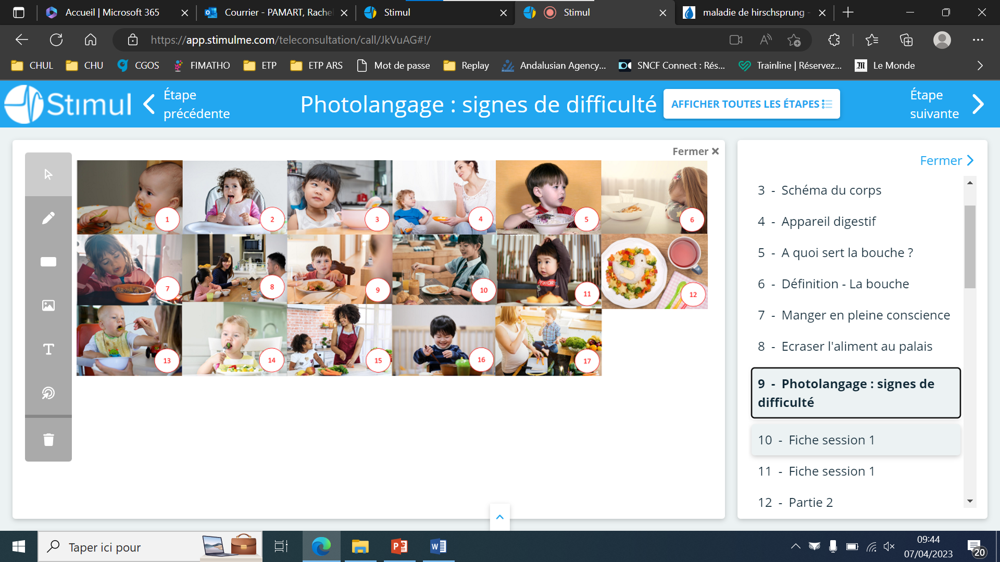 Accueil | Microsoft 365
Courrier - PAMART, Rache
Stimul
Stimul
maladie de hirschsprung -
https://app.stimulme.com/teleconsultation/call/JkVuAG#!/
CHUL
CHU
CGOS
FIMATHO
ETP
ETP ARS
Mot de passe
Replay
Andalusian Agency...
SNCF Connect : Rés...
Trainline | Réservez...
Le Monde
Stimul
Étape
précédente
Photolangage : signes de difficulté
AFFICHER TOUTES LES ÉTAPES
Étape
suivante
Fermer
1
2
3
4
5
6
7
8
9
10
11
12
13
14
15
16
17
Fermer
3 - Schéma du corps
4 - Appareil digestif
5 - A quoi sert la bouche ?
6 - Définition - La bouche
7 - Manger en pleine conscience
8 - Ecraser l'aliment au palais
9 - Photolangage : signes de
difficulté
10 - Fiche session 1
11 - Fiche session 1
12 - Partie 2
Taper ici pour
09:44
07/04/2023
20